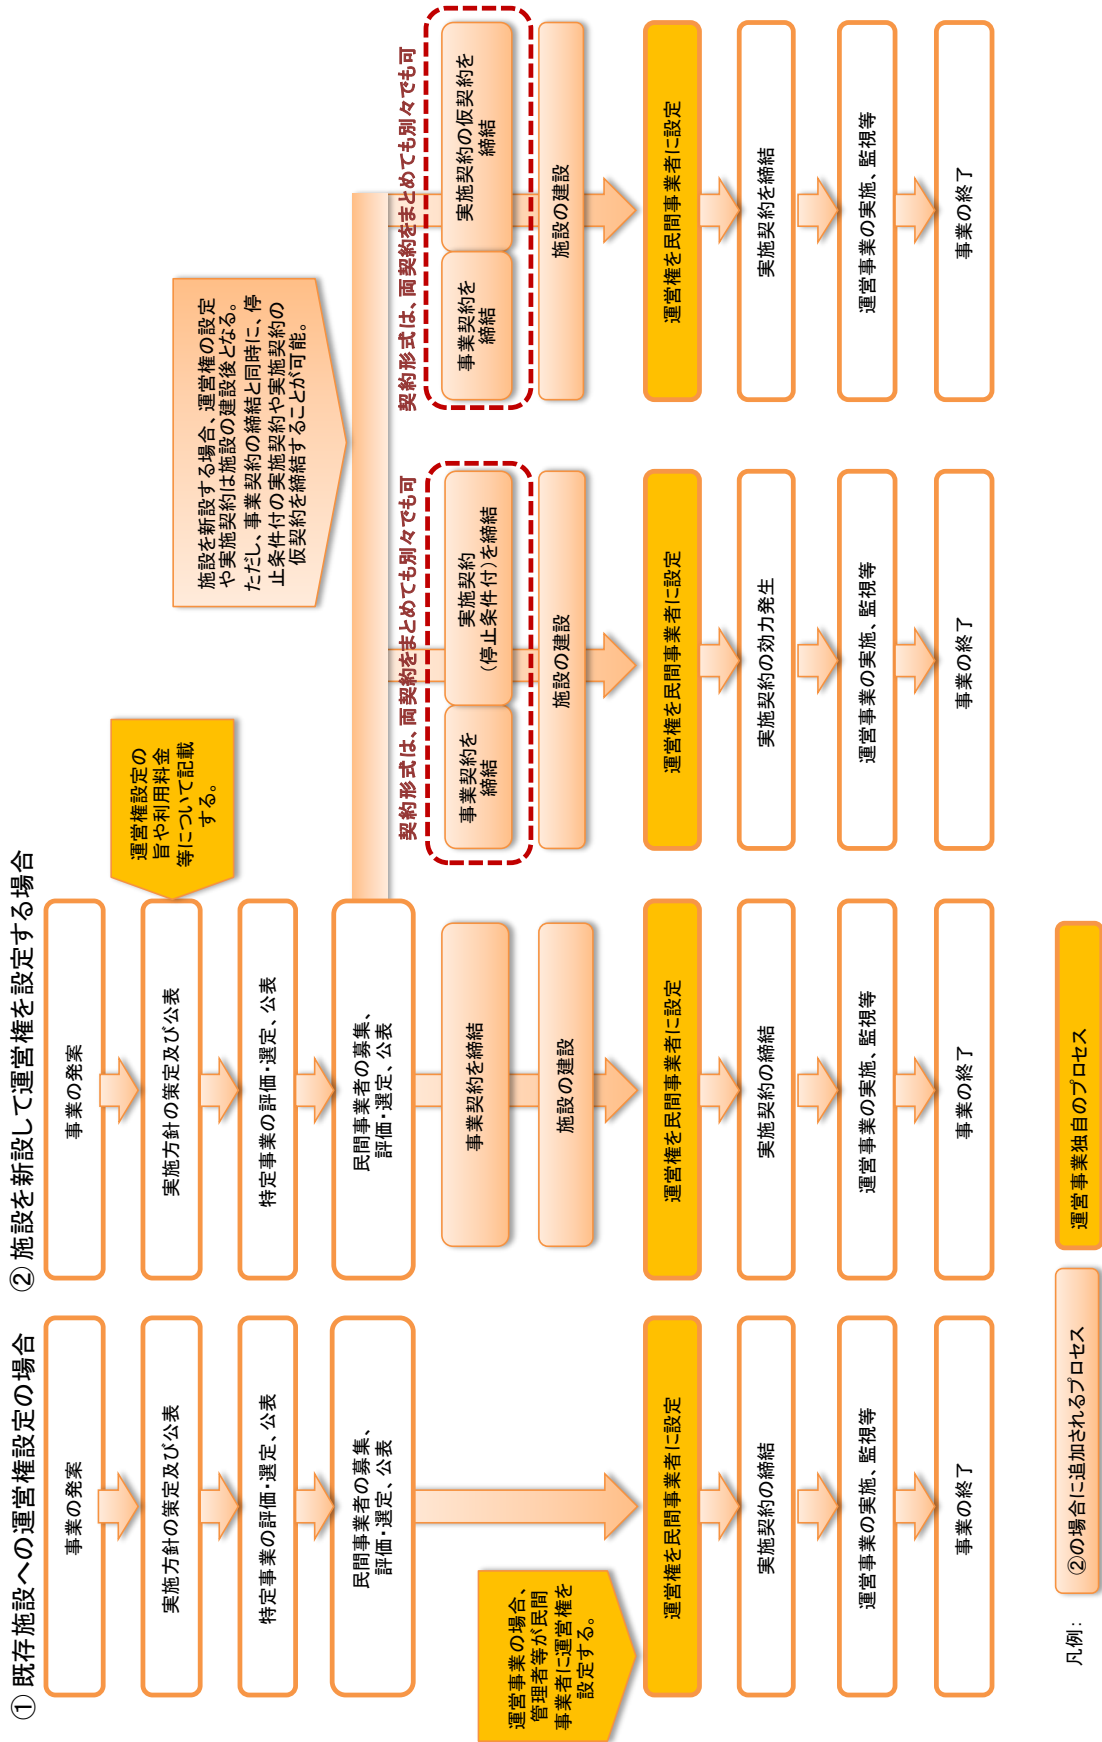 ① 既存施設への運営権設定の場合
事業の発案
実施方針の策定及び公表
特定事業の評価・選定、公表
民間事業者の募集、
評価・選定、公表
運営事業の場合、
管理者等が民間
事業者に運営権を
設定する。
運営権を民間事業者に設定
実施契約の締結
運営事業の実施、監視等
事業の終了
② 施設を新設して運営権を設定する場合
事業の発案
実施方針の策定及び公表
運営権設定の
旨や利用料金
等について記載
する。
特定事業の評価・選定、公表
民間事業者の募集、
評価・選定、公表
事業契約を締結
施設の建設
運営権を民間事業者に設定
実施契約の締結
運営事業の実施、監視等
事業の終了
施設を新設する場合、運営権の設定
や実施契約は施設の建設後となる。
ただし、事業契約の締結と同時に、停
止条件付の実施契約や実施契約の
仮契約を締結することが可能。
契約形式は、両契約をまとめても別々でも可
事業契約を
締結
実施契約
(停止条件付)を締結
施設の建設
運営権を民間事業者に設定
実施契約の効力発生
運営事業の実施、監視等
事業の終了
契約形式は、両契約をまとめても別々でも可
事業契約を
締結
実施契約の仮契約を
締結
施設の建設
運営権を民間事業者に設定
実施契約を締結
運営事業の実施、監視等
事業の終了
凡例:
②の場合に追加されるプロセス
運営事業独自のプロセス